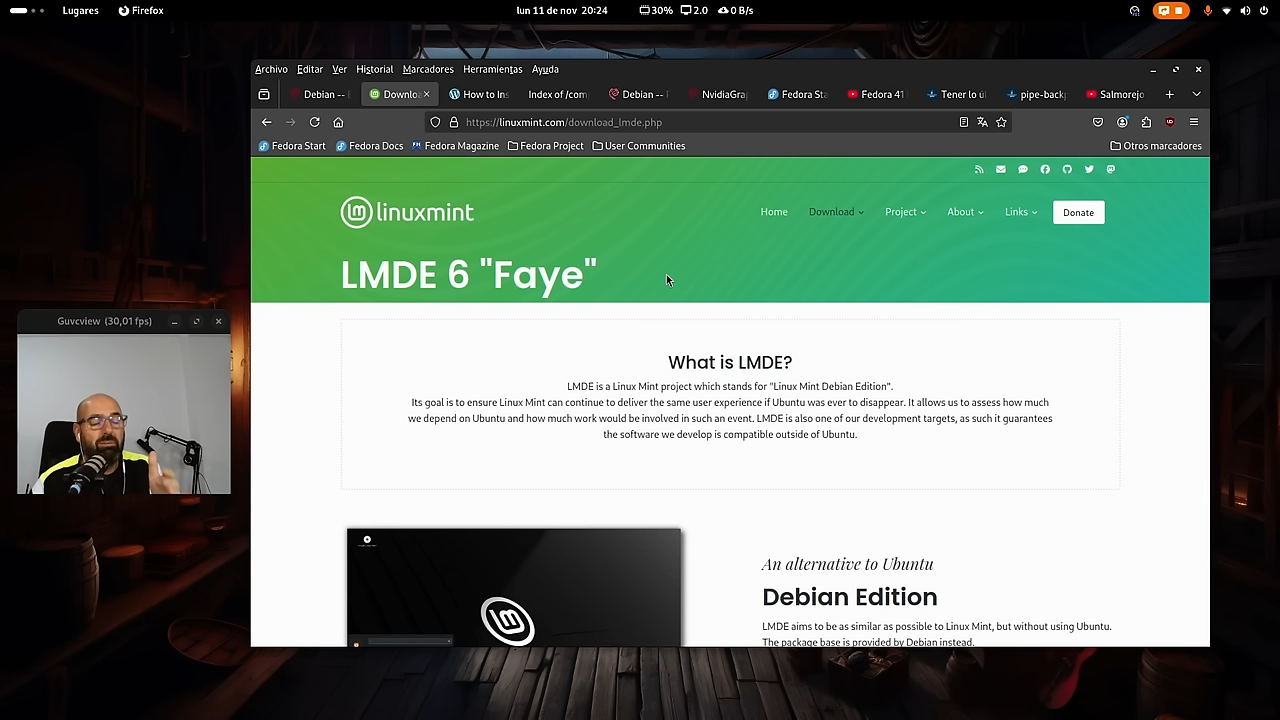 Lugares
Firefox
lun 11 de nov 20:24
30% 2.0 0 B/s
Archivo Editar Ver Historial Marcadores Herramientas Ayuda
Debian --
Downlo
How to Ins
Index of /com
Debian --
NvidiaGra
Fedora Sta
Fedora 41
Tener lo úl
pipe-back
Salmorejo
https://linuxmint.com/download_lmde.php
Fedora Start
Fedora Docs
Fedora Magazine
Fedora Project
User Communities
Otros marcadores
linuxmint
Home Download Project About Links Donate
LMDE 6 "Faye"
Guvcview (30,01 fps)
What is LMDE?
LMDE is a Linux Mint project which stands for "Linux Mint Debian Edition".
Its goal is to ensure Linux Mint can continue to deliver the same user experience if Ubuntu was ever to disappear. It allows us to assess how much
we depend on Ubuntu and how much work would be involved in such an event. LMDE is also one of our development targets, as such it guarantees
the software we develop is compatible outside of Ubuntu.
An alternative to Ubuntu
Debian Edition
LMDE aims to be as similar as possible to Linux Mint, but without using Ubuntu.
The package base is provided by Debian instead.